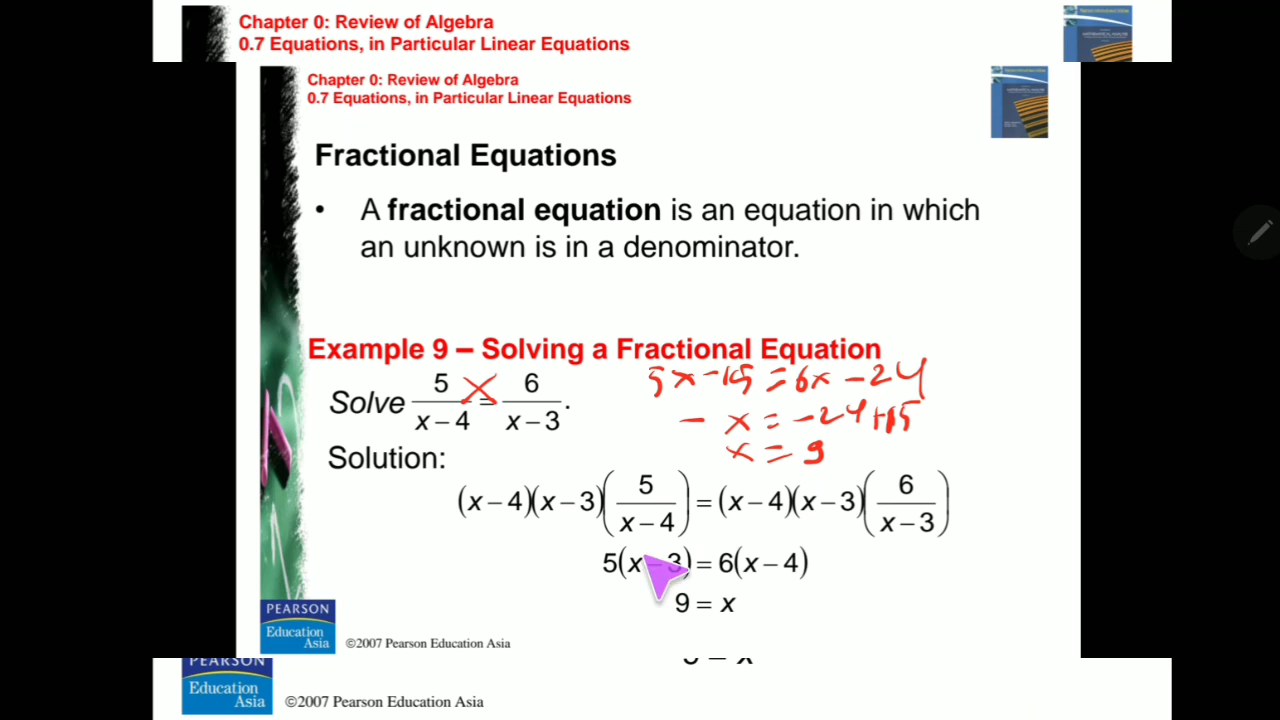 Chapter 0: Review of Algebra
0.7 Equations, in Particular Linear Equations
Chapter 0: Review of Algebra
0.7 Equations, in Particular Linear Equations
Fractional Equations
• A fractional equation is an equation in which
an unknown is in a denominator.
Example 9 – Solving a Fractional Equation
Solve 5/(x – 4) = 6/(x – 3).
5x – 15 = 6x – 24
– x = –24+15
x = 9
Solution:
(x – 4)(x – 3)(5/(x – 4)) = (x – 4)(x – 3)(6/(x – 3))
5(x – 3) = 6(x – 4)
9 = x
PEARSON
Education
Asia
©2007 Pearson Education Asia
PEARSON
Education
Asia
©2007 Pearson Education Asia